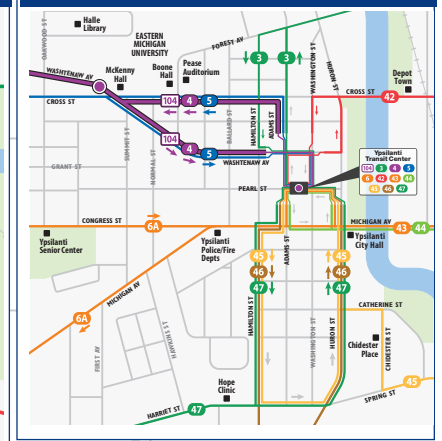 OAKWOOD ST
Halle
Library
EASTERN
MICHIGAN
UNIVERSITY
FOREST AV
WASHTENAW AV
McKenny
Hall
Boone
Hall
Pease
Auditorium
3
3
WASHINGTON ST
HURON ST
Depot
Town
CROSS ST
104
4
5
CROSS ST
42
HAMILTON ST
ADAMS ST
BALLARD ST
104
4
5
WASHTENAW AV
SUMMIT ST
NORMAL ST
GRANT ST
PEARL ST
Ypsilanti
Transit Center
104
3
4
5
6
42
43
44
45
46
47
CONGRESS ST
6A
MICHIGAN AV
43
44
Ypsilanti
Senior Center
Ypsilanti
Police/Fire
Depts
ADAMS ST
Ypsilanti
City Hall
45
46
47
45
46
47
MICHIGAN AV
6A
CATHERINE ST
HAMILTON ST
WASHINGTON ST
HURON ST
HAWKINS ST
FIRST AV
Chidester
Place
CHIDESTER ST
Hope
Clinic
SPRING ST
45
HARRIET ST
47